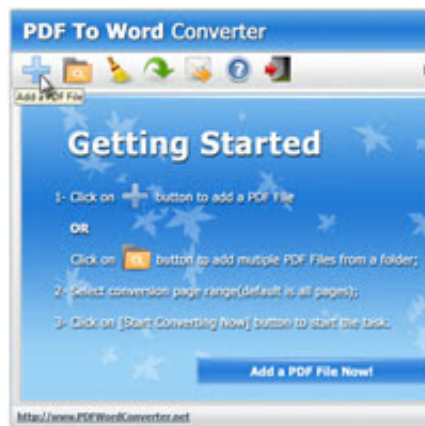 PDF To Word Converter
Add a PDF File
Getting Started
1- Click on button to add a PDF File
OR
Click on button to add mutiple PDF Files from a folder;
2- Select conversion page range(default is all pages);
3- Click on [Start Converting Now] button to start the task.
Add a PDF File Now!
http://www.PDFWordConverter.net